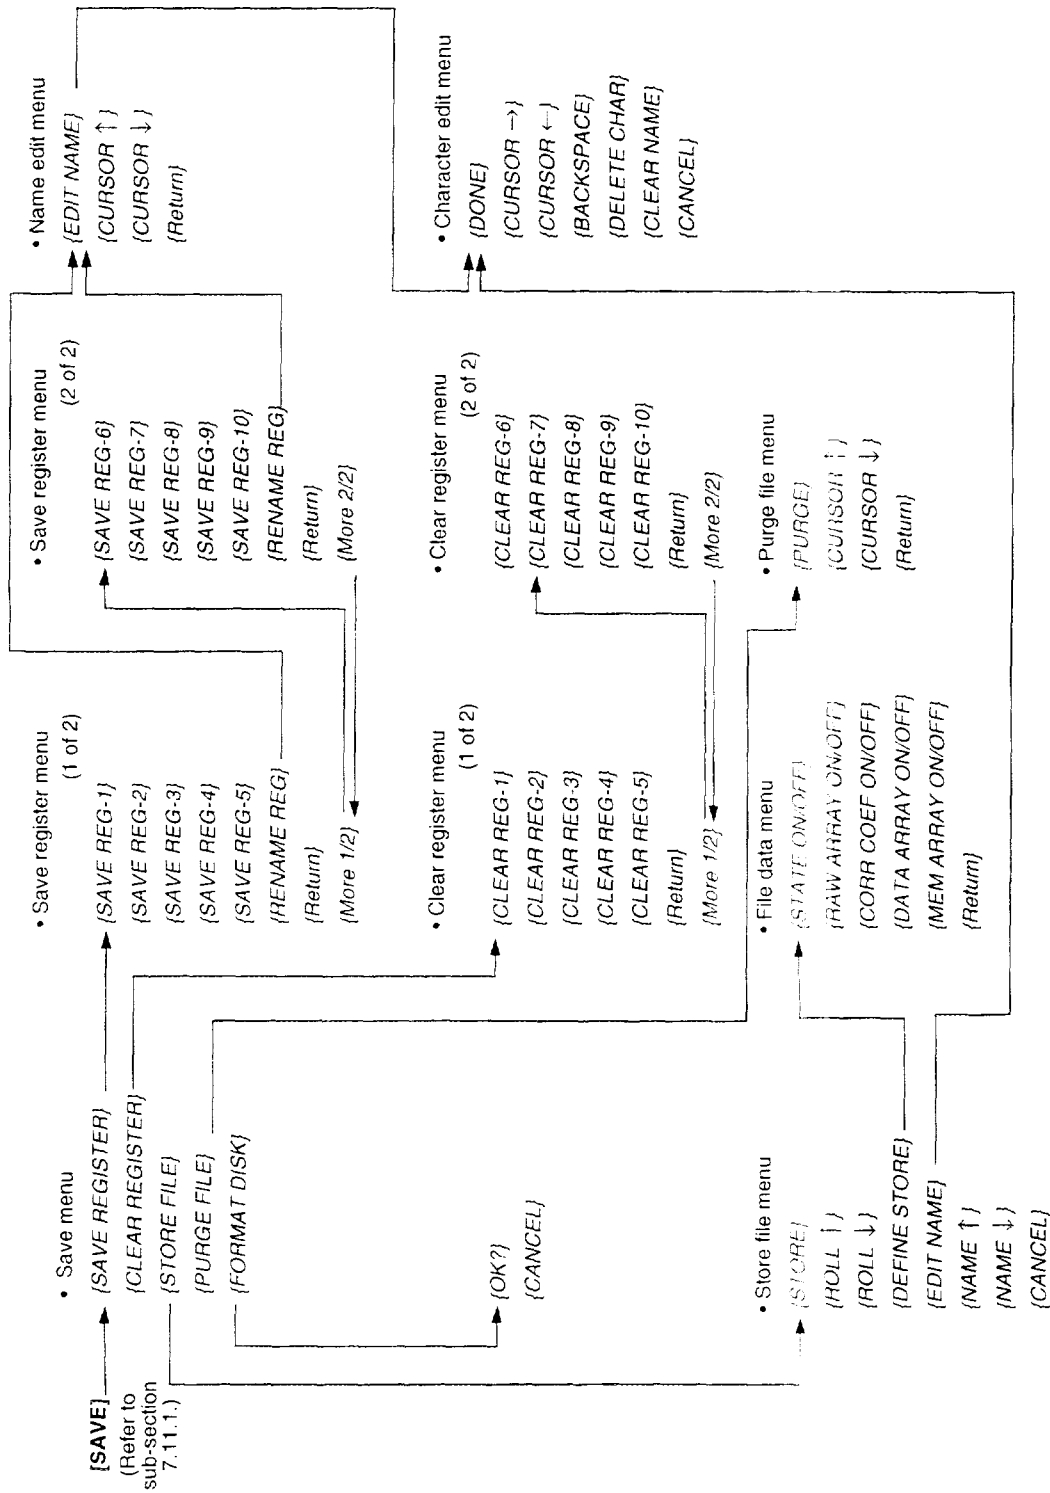 [SAVE]
(Refer to
sub-section
7.11.1.)
• Save menu
{SAVE REGISTER}
{CLEAR REGISTER}
{STORE FILE}
{PURGE FILE}
{FORMAT DISK}
{OK?}
{CANCEL}
• Store file menu
{STORE}
{ROLL ↑}
{ROLL ↓}
{DEFINE STORE}
{EDIT NAME}
{NAME ↑}
{NAME ↓}
{CANCEL}
• Save register menu
(1 of 2)
{SAVE REG-1}
{SAVE REG-2}
{SAVE REG-3}
{SAVE REG-4}
{SAVE REG-5}
{RENAME REG}
{Return}
{More 1/2}
• Clear register menu
(1 of 2)
{CLEAR REG-1}
{CLEAR REG-2}
{CLEAR REG-3}
{CLEAR REG-4}
{CLEAR REG-5}
{Return}
{More 1/2}
• File data menu
{STATE ON/OFF}
{RAW ARRAY ON/OFF}
{CORR COEF ON/OFF}
{DATA ARRAY ON/OFF}
{MEM ARRAY ON/OFF}
{Return}
• Save register menu
(2 of 2)
{SAVE REG-6}
{SAVE REG-7}
{SAVE REG-8}
{SAVE REG-9}
{SAVE REG-10}
{RENAME REG}
{Return}
{More 2/2}
• Clear register menu
(2 of 2)
{CLEAR REG-6}
{CLEAR REG-7}
{CLEAR REG-8}
{CLEAR REG-9}
{CLEAR REG-10}
{Return}
{More 2/2}
• Purge file menu
{PURGE}
{CURSOR ↑}
{CURSOR ↓}
{Return}
• Name edit menu
{EDIT NAME}
{CURSOR ↑}
{CURSOR ↓}
{Return}
• Character edit menu
{DONE}
{CURSOR →}
{CURSOR ←}
{BACKSPACE}
{DELETE CHAR}
{CLEAR NAME}
{CANCEL}